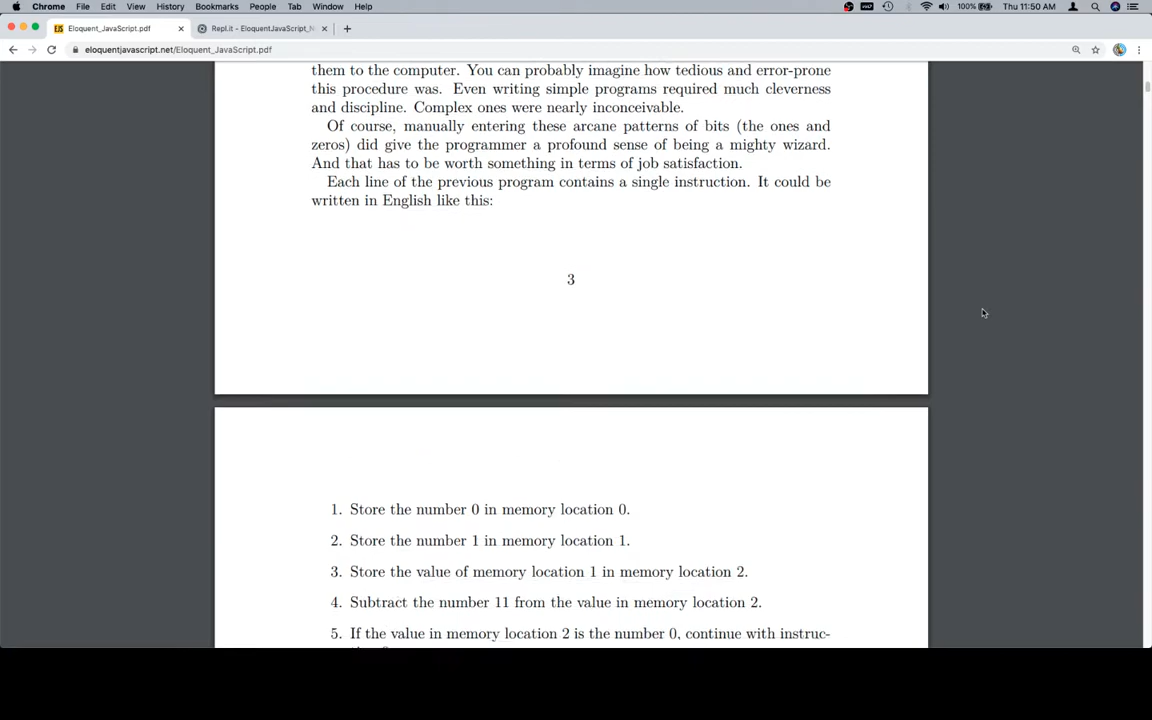 Chrome File Edit View History Bookmarks People Tab Window Help 100% Thu 11:50 AM
Eloquent_JavaScript.pdf Repl.it - EloquentJavaScript_N
eloquentjavascript.net/Eloquent_JavaScript.pdf
them to the computer. You can probably imagine how tedious and error-prone
this procedure was. Even writing simple programs required much cleverness
and discipline. Complex ones were nearly inconceivable.
Of course, manually entering these arcane patterns of bits (the ones and
zeros) did give the programmer a profound sense of being a mighty wizard.
And that has to be worth something in terms of job satisfaction.
Each line of the previous program contains a single instruction. It could be
written in English like this:
3
1. Store the number 0 in memory location 0.
2. Store the number 1 in memory location 1.
3. Store the value of memory location 1 in memory location 2.
4. Subtract the number 11 from the value in memory location 2.
5. If the value in memory location 2 is the number 0, continue with instruc-